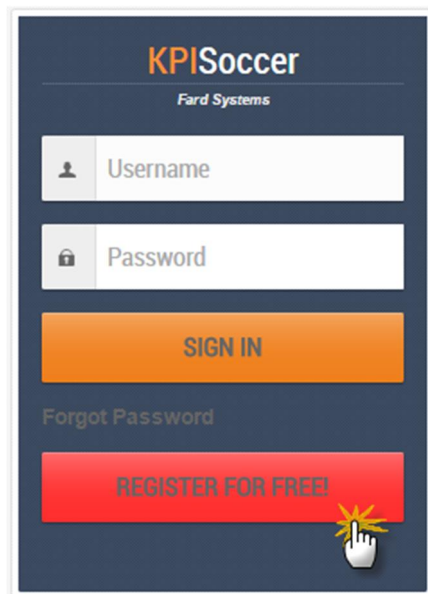 KPISoccer
Fard Systems
Username
Password
SIGN IN
Forgot Password
REGISTER FOR FREE!